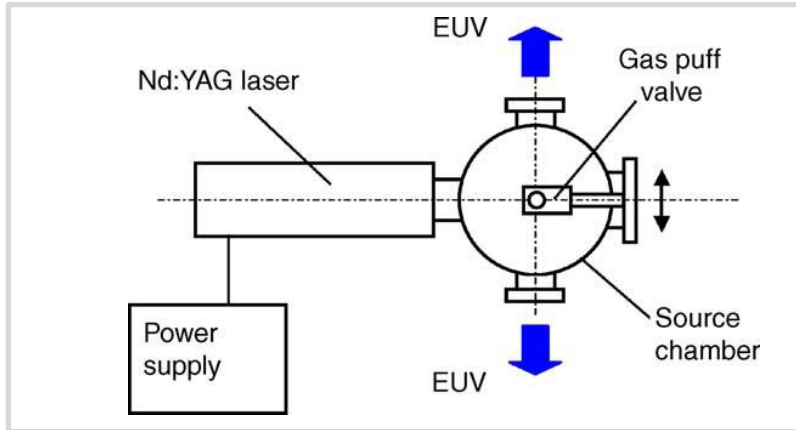 EUV
Nd:YAG laser
Gas puff
valve
Power
supply
Source
chamber
EUV